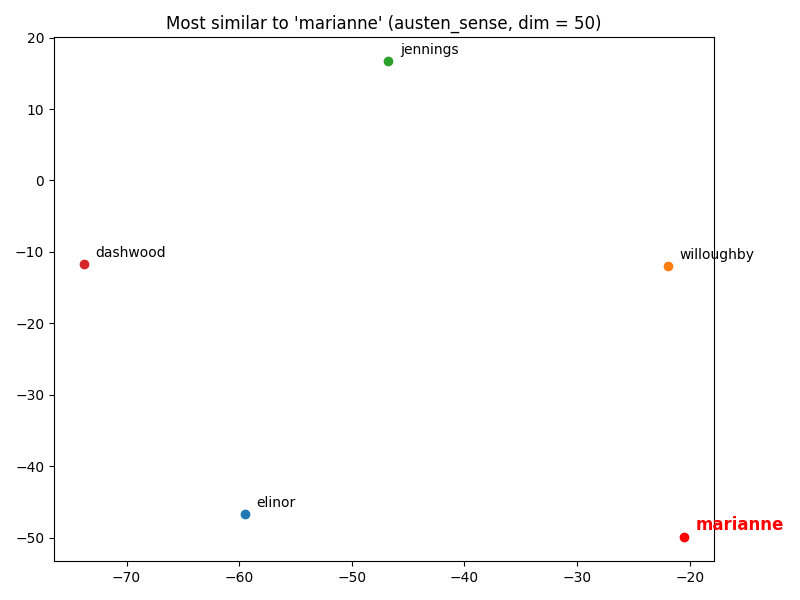 Most similar to 'marianne' (austen_sense, dim = 50)
20
jennings
10
0
−10
dashwood
willoughby
−20
−30
−40
elinor
marianne
−50
−70
−60
−50
−40
−30
−20